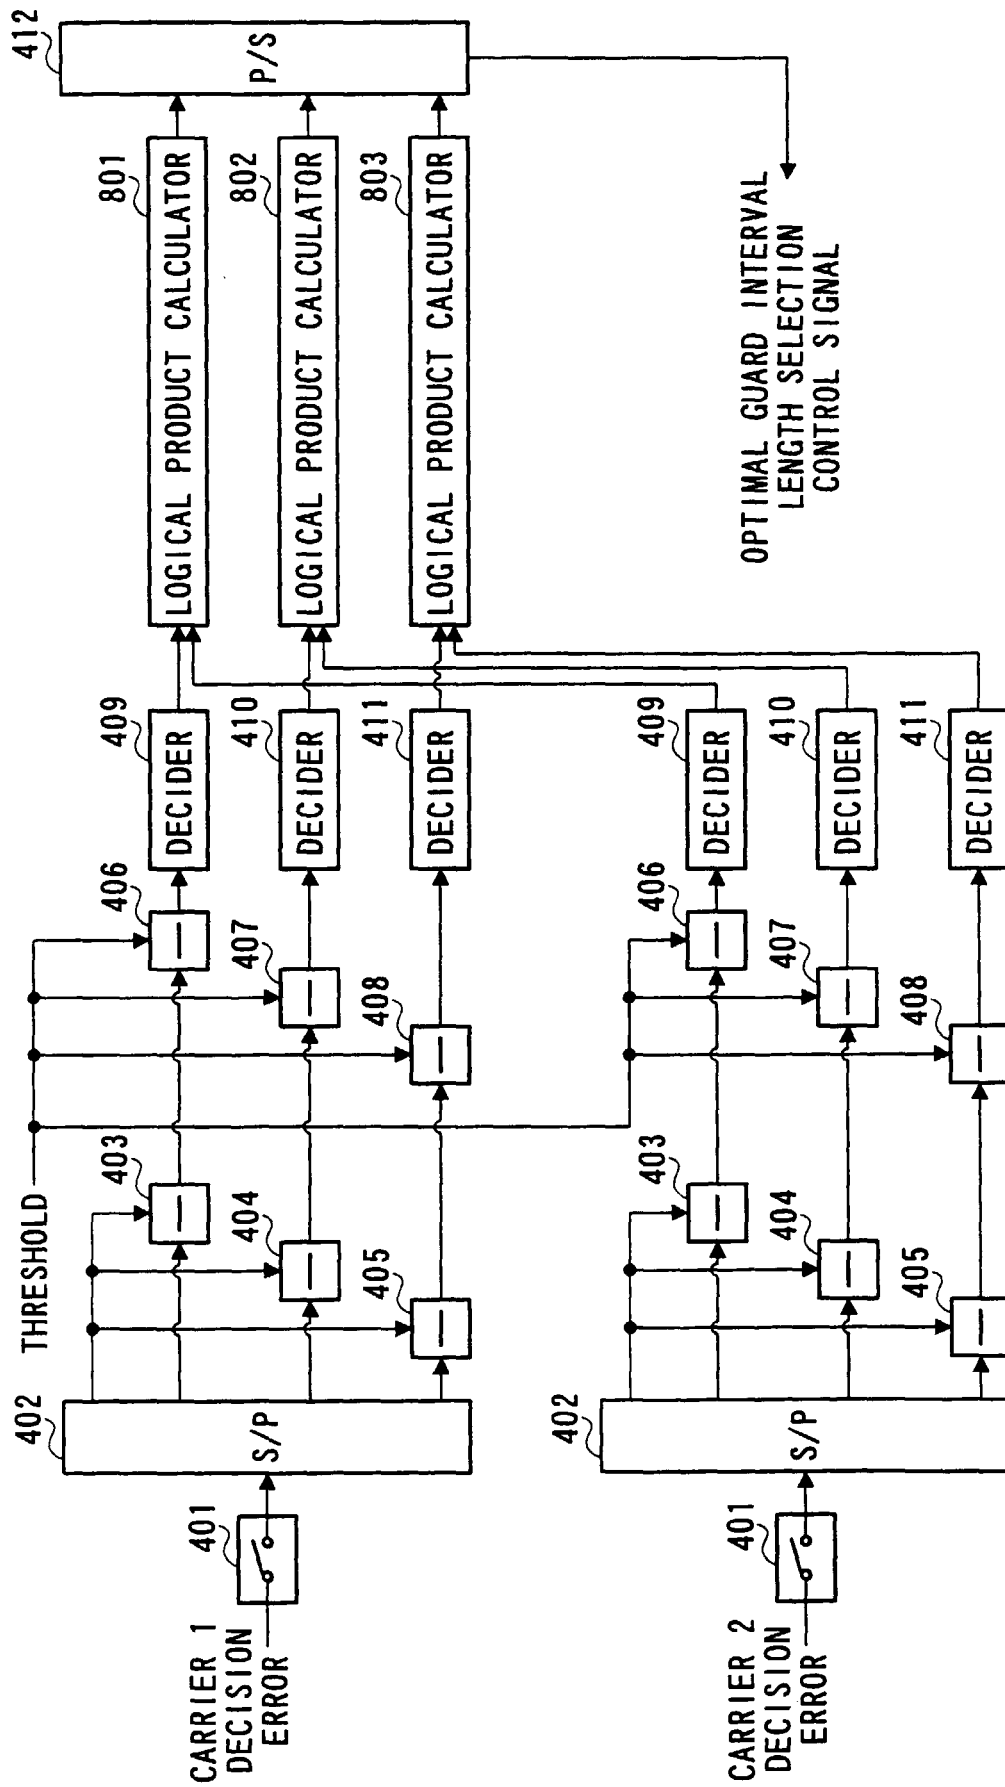 CARRIER 1
DECISION
ERROR
401
402
S/P
THRESHOLD
403
404
405
406
407
408
409
DECIDER
410
DECIDER
411
DECIDER
801
LOGICAL PRODUCT CALCULATOR
802
LOGICAL PRODUCT CALCULATOR
803
LOGICAL PRODUCT CALCULATOR
412
P/S
CARRIER 2
DECISION
ERROR
401
402
S/P
403
404
405
406
407
408
409
DECIDER
410
DECIDER
411
DECIDER
OPTIMAL GUARD INTERVAL
LENGTH SELECTION
CONTROL SIGNAL